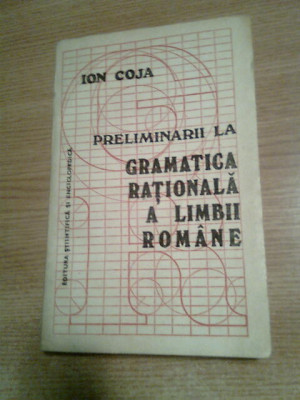 ION COJA
PRELIMINARII LA
GRAMATICA
RAȚIONALĂ
A LIMBII
ROMÂNE
EDITURA ȘTIINȚIFICĂ ȘI ENCICLOPEDICĂ